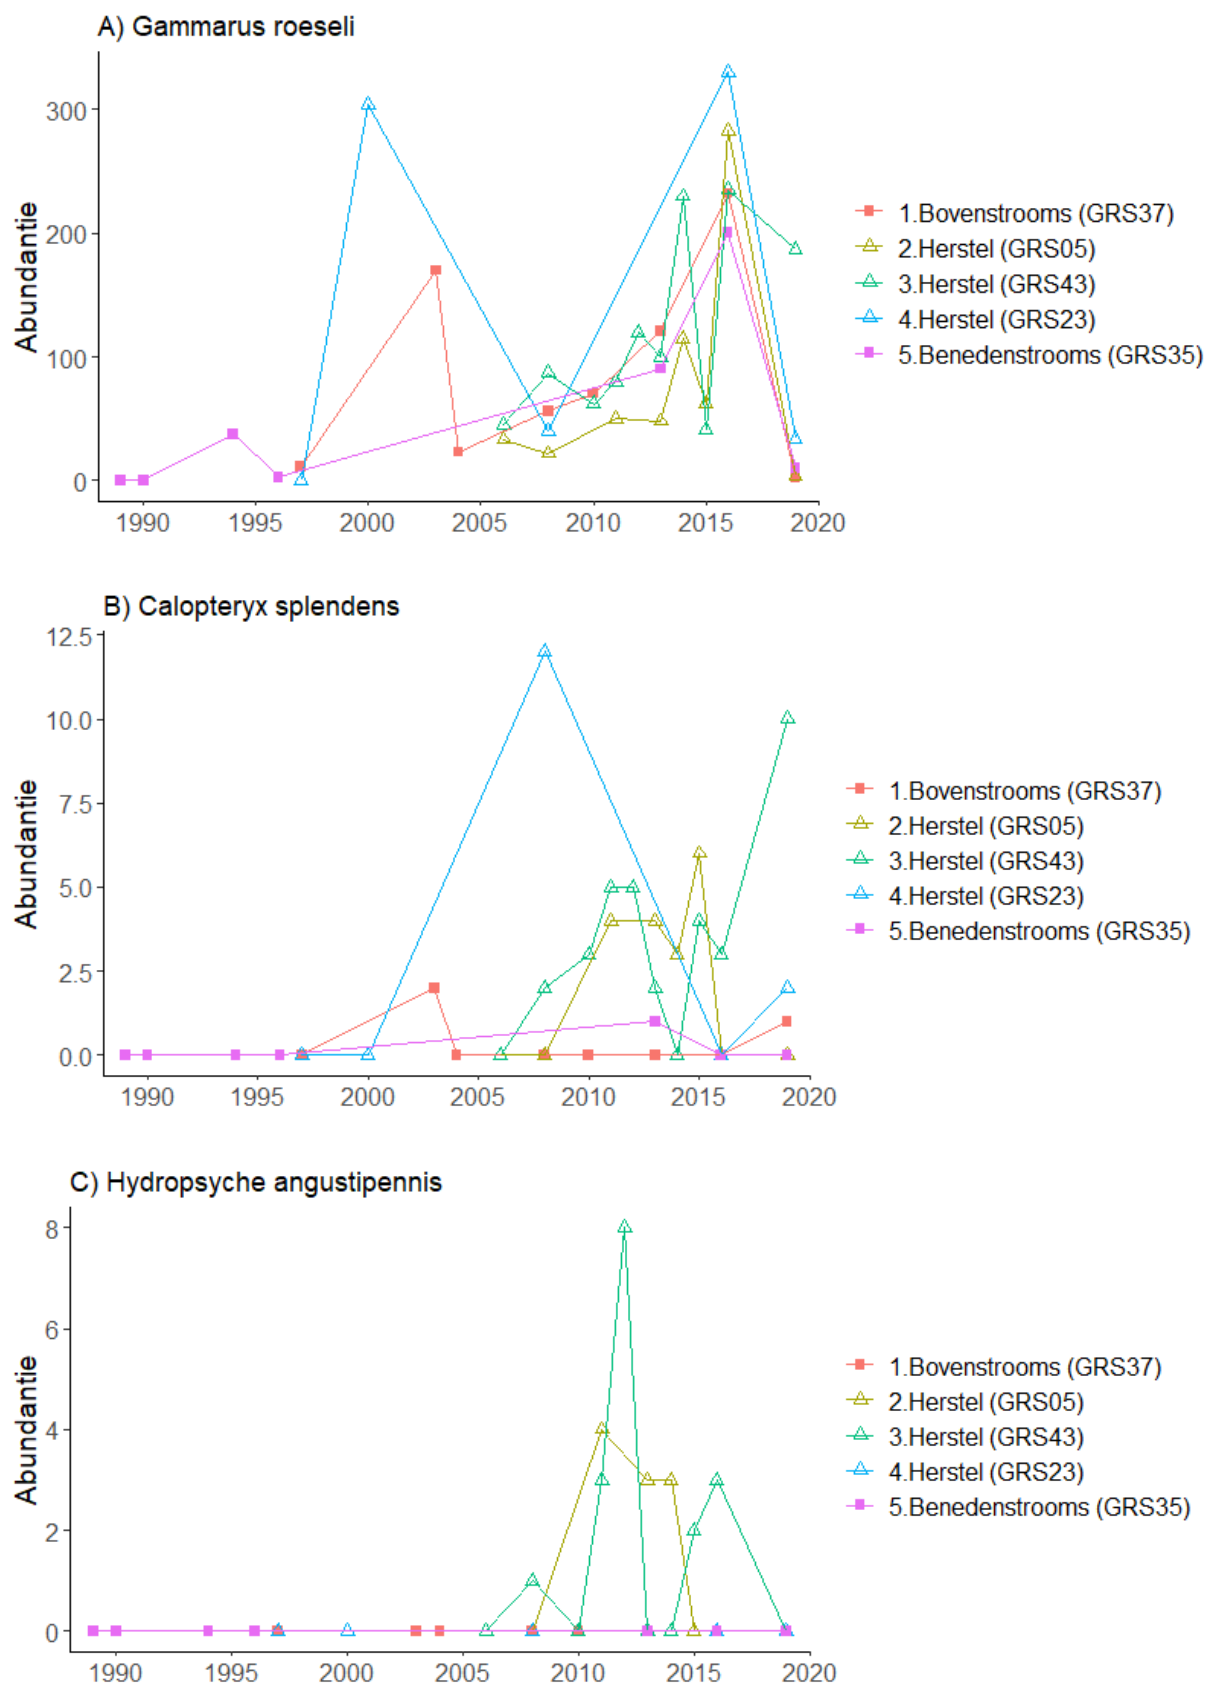 A) Gammarus roeseli
Abundantie
300
200
100
0
1990 1995 2000 2005 2010 2015 2020
1.Bovenstrooms (GRS37)
2.Herstel (GRS05)
3.Herstel (GRS43)
4.Herstel (GRS23)
5.Benedenstrooms (GRS35)
B) Calopteryx splendens
Abundantie
12.5
10.0
7.5
5.0
2.5
0.0
1990 1995 2000 2005 2010 2015 2020
1.Bovenstrooms (GRS37)
2.Herstel (GRS05)
3.Herstel (GRS43)
4.Herstel (GRS23)
5.Benedenstrooms (GRS35)
C) Hydropsyche angustipennis
Abundantie
8
6
4
2
0
1990 1995 2000 2005 2010 2015 2020
1.Bovenstrooms (GRS37)
2.Herstel (GRS05)
3.Herstel (GRS43)
4.Herstel (GRS23)
5.Benedenstrooms (GRS35)